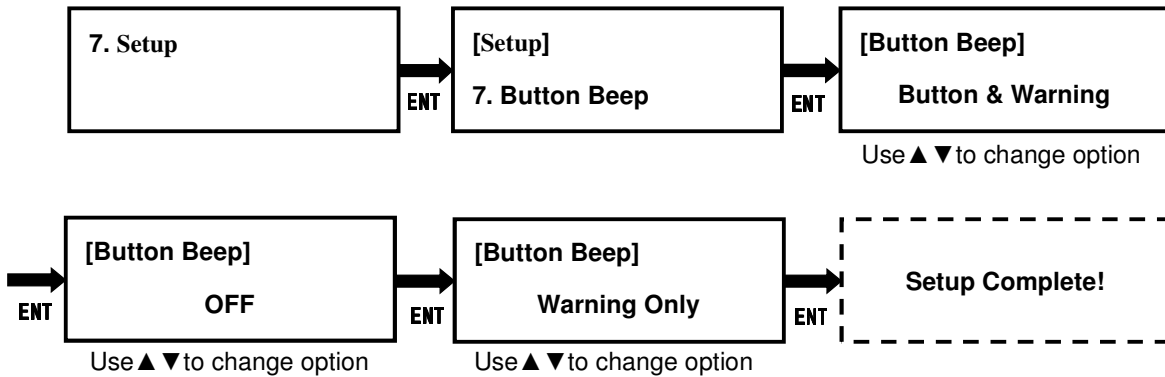 7. Setup
ENT
[Setup]
7. Button Beep
ENT
[Button Beep]
Button & Warning
Use▲ ▼to change option
ENT
[Button Beep]
OFF
Use▲ ▼to change option
ENT
[Button Beep]
Warning Only
Use▲ ▼to change option
ENT
Setup Complete!